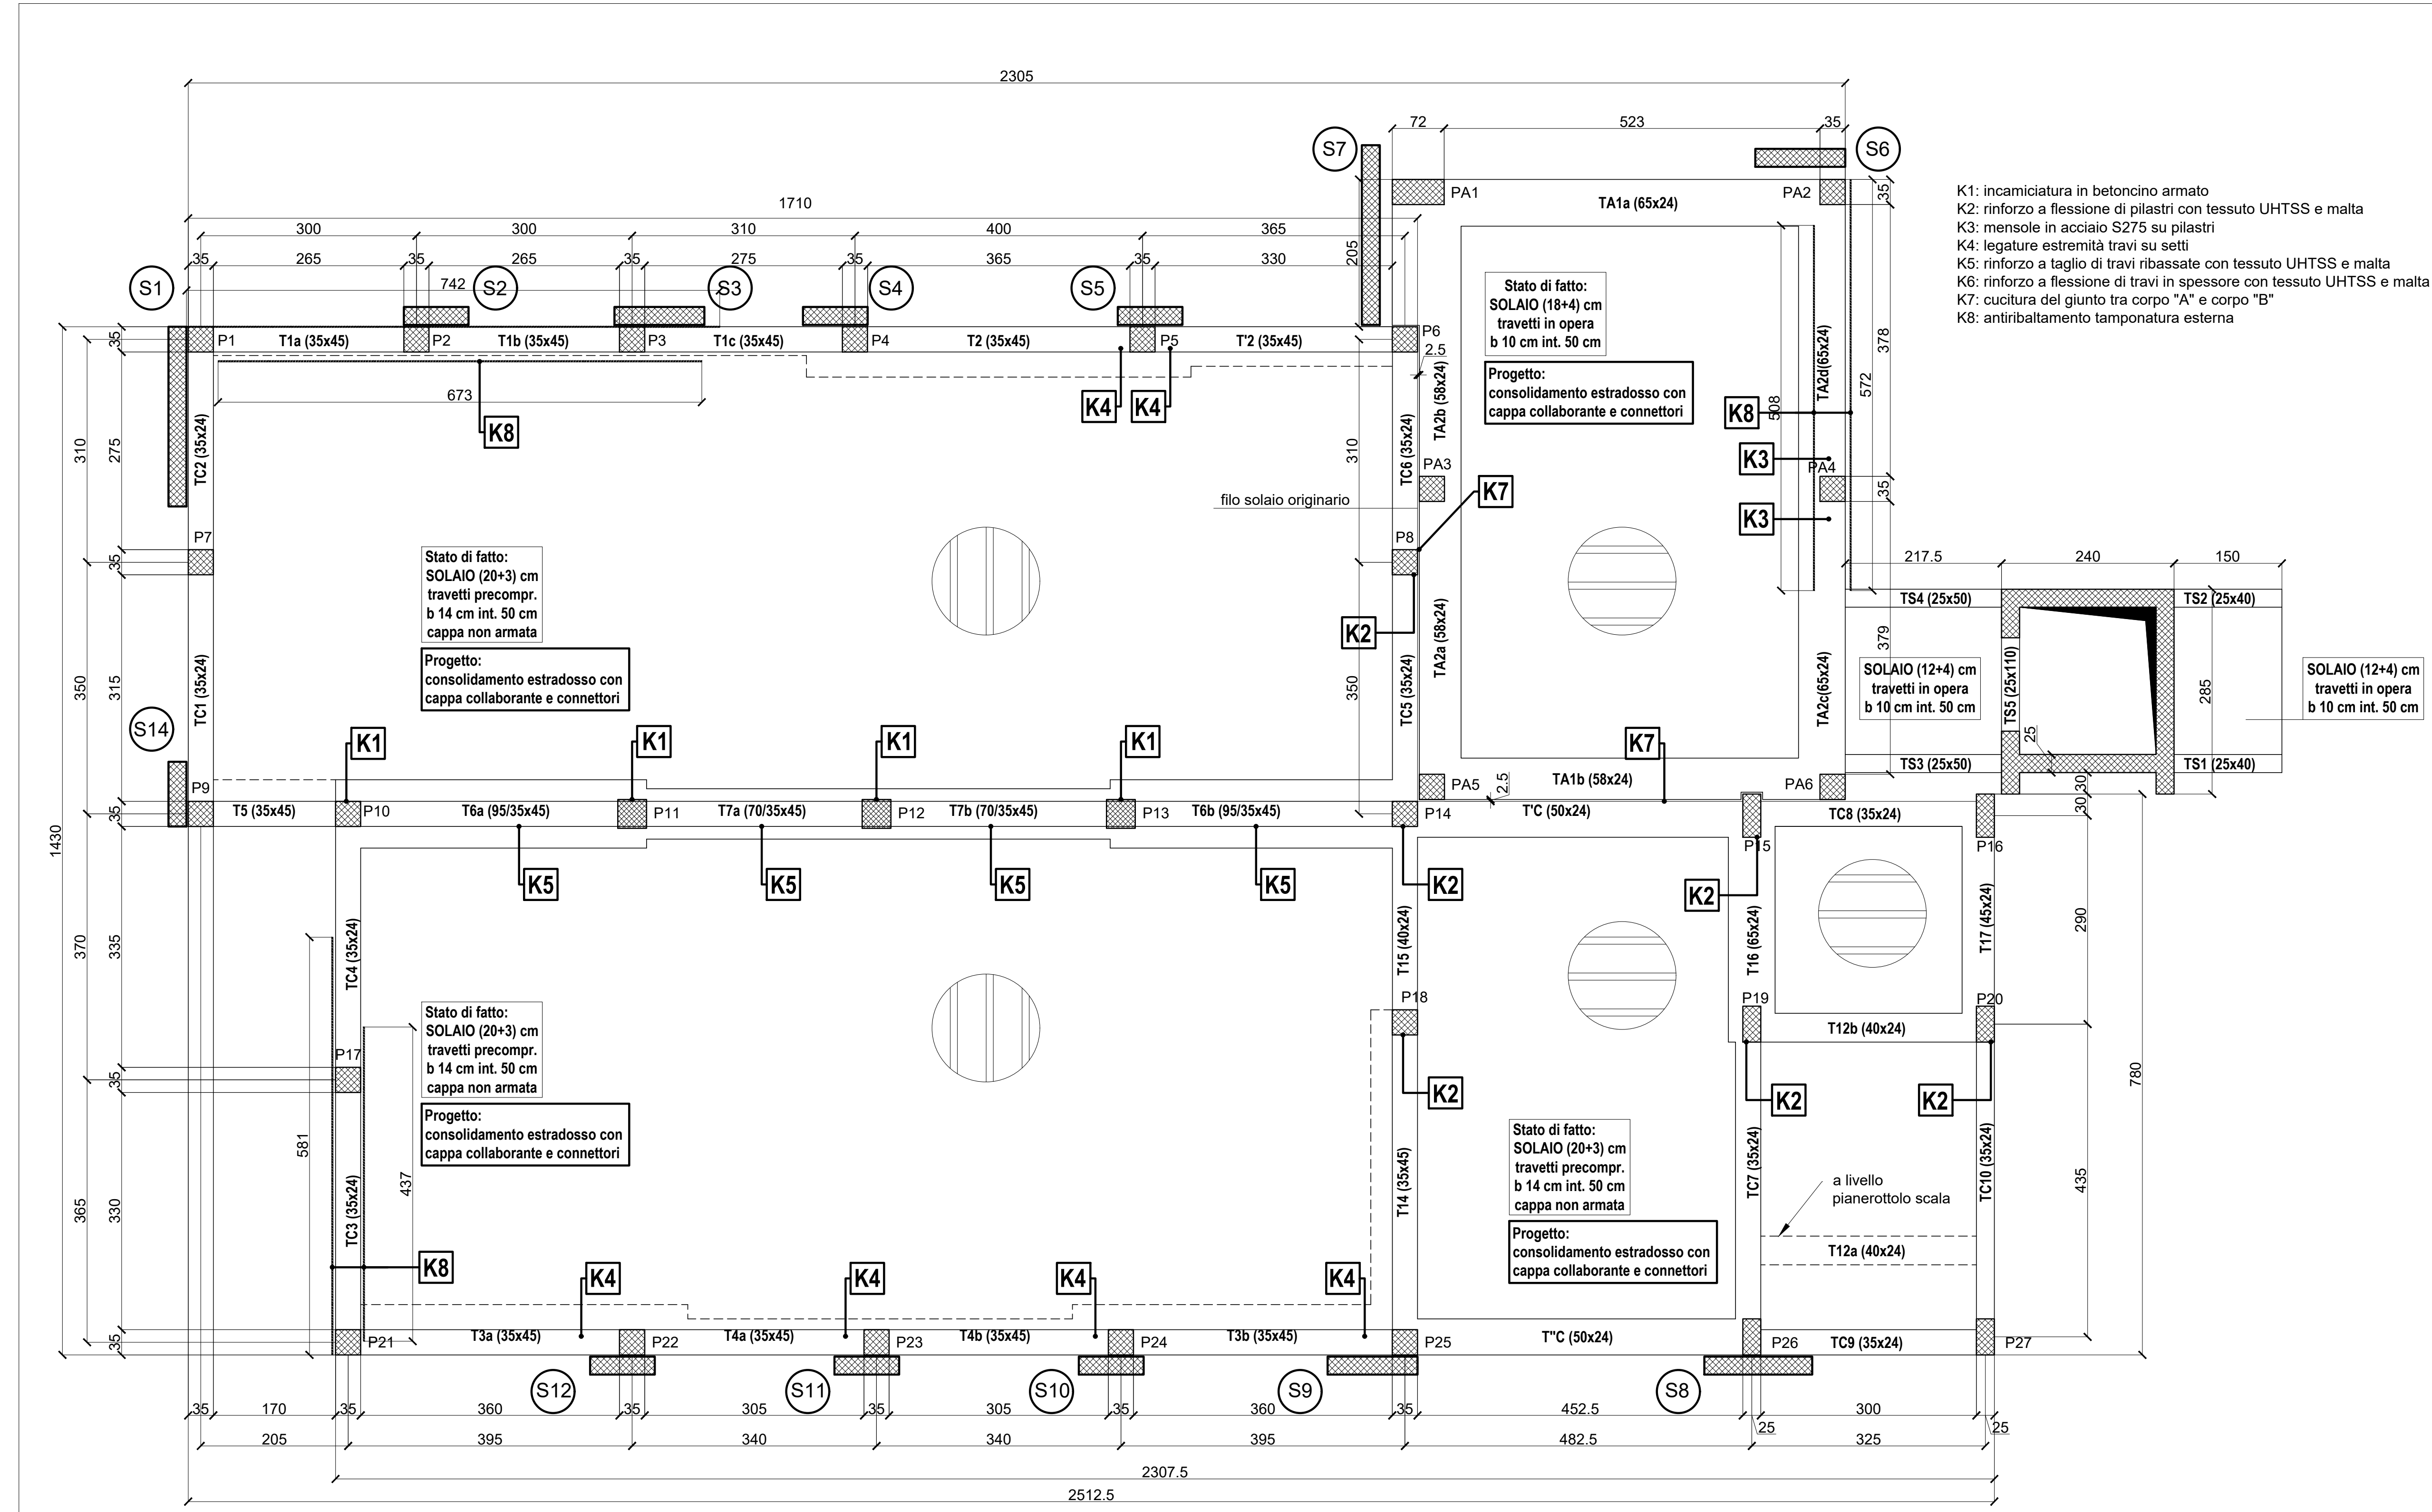 2305
72
523
35
S7
S6
PA1
TA1a (65x24)
PA2
35
K1: incamiciatura in betoncino armato
K2: rinforzo a flessione di pilastri con tessuto UHTSS e malta
K3: mensole in acciaio S275 su pilastri
K4: legature estremità travi su setti
K5: rinforzo a taglio di travi ribassate con tessuto UHTSS e malta
K6: rinforzo a flessione di travi in spessore con tessuto UHTSS e malta
K7: cucitura del giunto tra corpo "A" e corpo "B"
K8: antiribaltamento tamponatura esterna
1710
300
300
310
400
365
205
35
265
35
265
35
275
35
365
35
330
S1
742
S2
S3
S4
S5
Stato di fatto:
SOLAIO (18+4) cm
travetti in opera
b 10 cm int. 50 cm
Progetto:
consolidamento estradosso con
cappa collaborante e connettori
35
P1
T1a (35x45)
P2
T1b (35x45)
P3
T1c (35x45)
P4
T2 (35x45)
P5
T'2 (35x45)
P6
2.5
TA2d(65x24)
378
572
508
673
K8
K4
K4
K8
K3
K3
TC2 (35x24)
310
275
TC6 (35x24)
TA2b (58x24)
310
PA3
PA4
35
filo solaio originario
K7
P7
35
P8
K2
Stato di fatto:
SOLAIO (20+3) cm
travetti precompr.
b 14 cm int. 50 cm
cappa non armata
Progetto:
consolidamento estradosso con
cappa collaborante e connettori
217.5
240
150
TS4 (25x50)
TS2 (25x40)
379
SOLAIO (12+4) cm
travetti in opera
b 10 cm int. 50 cm
TS5 (25x110)
285
25
SOLAIO (12+4) cm
travetti in opera
b 10 cm int. 50 cm
TS3 (25x50)
TS1 (25x40)
350
315
TC1 (35x24)
350
TC5 (35x24)
TA2a (58x24)
TA2c(65x24)
S14
K1
K1
K1
K1
K7
P9
PA5
2.5
TA1b (58x24)
PA6
30
30
35
T5 (35x45)
P10
T6a (95/35x45)
P11
T7a (70/35x45)
P12
T7b (70/35x45)
P13
T6b (95/35x45)
P14
T'C (50x24)
TC8 (35x24)
P15
P16
1430
K5
K5
K5
K5
K2
K2
370
335
TC4 (35x24)
T15 (40x24)
T16 (65x24)
T17 (45x24)
290
P18
P19
P20
T12b (40x24)
Stato di fatto:
SOLAIO (20+3) cm
travetti precompr.
b 14 cm int. 50 cm
cappa non armata
Progetto:
consolidamento estradosso con
cappa collaborante e connettori
P17
35
K2
K2
K2
780
581
437
365
330
TC3 (35x24)
T14 (35x45)
Stato di fatto:
SOLAIO (20+3) cm
travetti precompr.
b 14 cm int. 50 cm
cappa non armata
Progetto:
consolidamento estradosso con
cappa collaborante e connettori
TC7 (35x24)
a livello
pianerottolo scala
TC10 (35x24)
435
T12a (40x24)
K8
K4
K4
K4
K4
35
P21
T3a (35x45)
P22
T4a (35x45)
P23
T4b (35x45)
P24
T3b (35x45)
P25
T"C (50x24)
P26
TC9 (35x24)
P27
S12
S11
S10
S9
S8
35
170
35
360
35
305
35
305
35
360
35
452.5
25
300
25
205
395
340
340
395
482.5
325
2307.5
2512.5